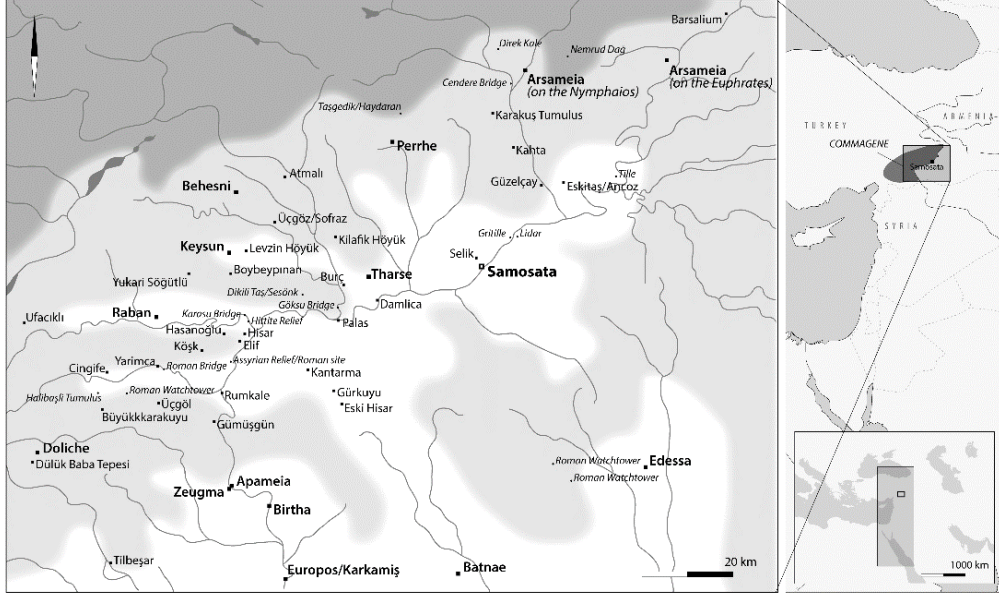 Barsalium
Direk Kale
Nemrud Dag
Cendere Bridge
Arsameia
(on the Nymphaios)
Arsameia
(on the Euphrates)
Taşgedik/Haydaran
Karakuş Tumulus
Perrhe
Kahta
Atmalı
Tille
Behesni
Güzelçay
Eskitaş/Ancoz
Üçgöz/Sofraz
Gritille
Lidar
Keysun
Levzin Höyük
Kilafik Höyük
Selik
Boybeypınarı
Burç
Tharse
Samosata
Yukari Söğütlü
Dikili Taş/Sesönk
Göksu Bridge
Damlica
Ufacıklı
Raban
Karasu Bridge
Hittite Relief
Palas
Hasanoğlu
Hisar
Köşk
Elif
Yarimca
Roman Bridge
Assyrian Relief/Roman site
Cingife
Kantarma
Halibaşli Tumulus
Roman Watchtower
Rumkale
Gürkuyu
Üçgöl
Eski Hisar
Büyükkkarakuyu
Gümüşgün
Doliche
Dülük Baba Tepesi
Roman Watchtower
Edessa
Roman Watchtower
Apameia
Zeugma
Birtha
Tilbeşar
Europos/Karkamiş
Batnae
20 km
TURKEY
ARMENIA
COMMAGENE
Samosata
SYRIA
1000 km